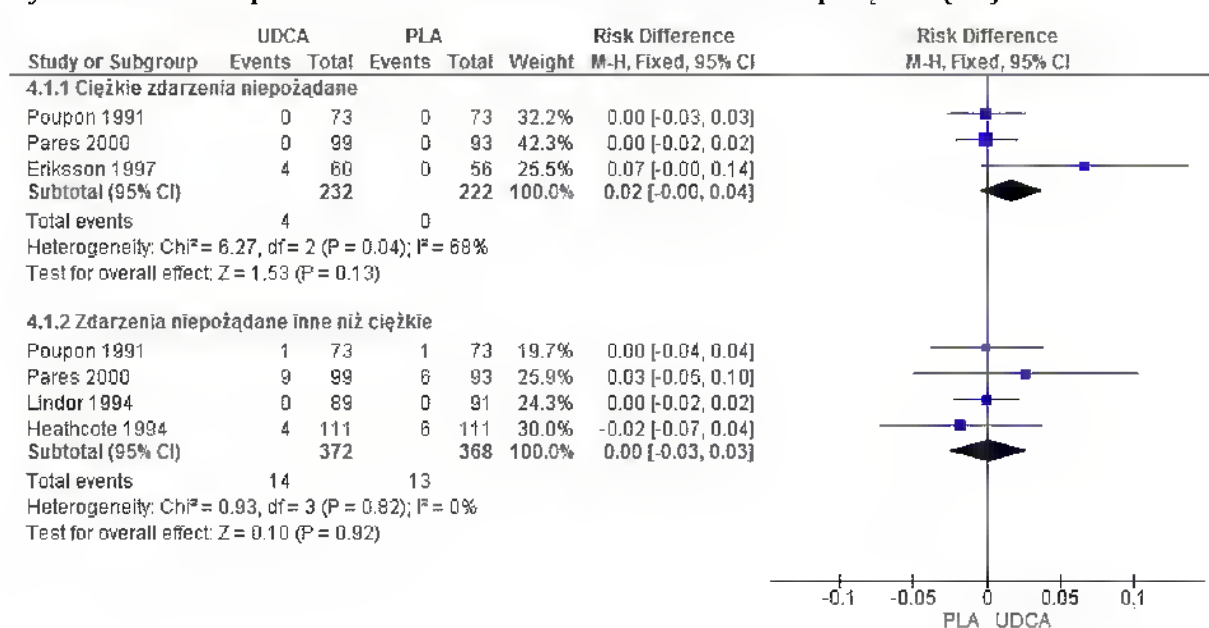 UDCA PLA Risk Difference Risk Difference
Study or Subgroup Events Total Events Total Weight M-H, Fixed, 95% CI M-H, Fixed, 95% CI
4.1.1 Ciężkie zdarzenia niepożądane
Poupon 1991 0 73 0 73 32.2% 0.00 [-0.03, 0.03]
Pares 2000 0 99 0 93 42.3% 0.00 [-0.02, 0.02]
Eriksson 1997 4 60 0 56 25.5% 0.07 [-0.00, 0.14]
Subtotal (95% CI) 232 222 100.0% 0.02 [-0.00, 0.04]
Total events 4 0
Heterogeneity: Chi² = 6.27, df = 2 (P = 0.04); I² = 68%
Test for overall effect: Z = 1.53 (P = 0.13)
4.1.2 Zdarzenia niepożądane inne niż ciężkie
Poupon 1991 1 73 1 73 19.7% 0.00 [-0.04, 0.04]
Pares 2000 9 99 6 93 25.9% 0.03 [-0.05, 0.10]
Lindor 1994 0 89 0 91 24.3% 0.00 [-0.02, 0.02]
Heathcote 1994 4 111 6 111 30.0% -0.02 [-0.07, 0.04]
Subtotal (95% CI) 372 368 100.0% 0.00 [-0.03, 0.03]
Total events 14 13
Heterogeneity: Chi² = 0.93, df = 3 (P = 0.82); I² = 0%
Test for overall effect: Z = 0.10 (P = 0.92)
-0.1 -0.05 0 0.05 0.1
PLA UDCA